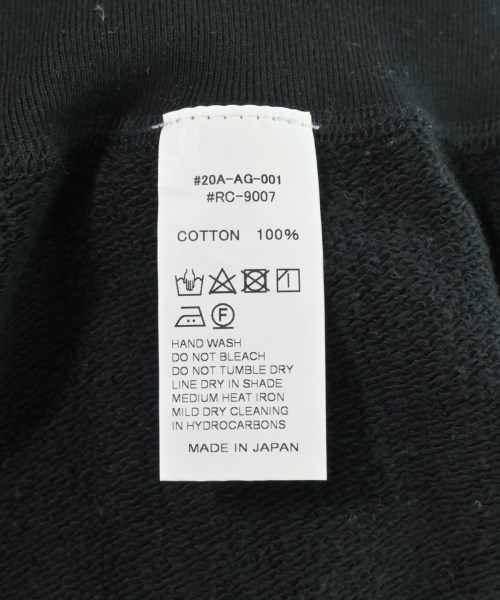 #20A-AG-001
#RC-9007
COTTON 100%
F
HAND WASH
DO NOT BLEACH
DO NOT TUMBLE DRY
LINE DRY IN SHADE
MEDIUM HEAT IRON
MILD DRY CLEANING
IN HYDROCARBONS
MADE IN JAPAN